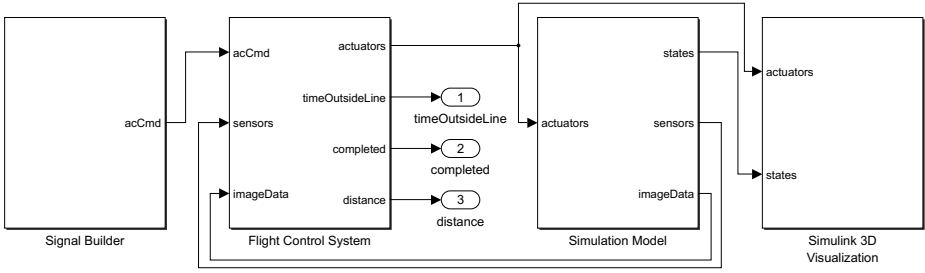 acCmd
Signal Builder
acCmd
sensors
imageData
actuators
timeOutsideLine
completed
distance
Flight Control System
1
timeOutsideLine
2
completed
3
distance
actuators
states
sensors
imageData
Simulation Model
actuators
states
Simulink 3D
Visualization